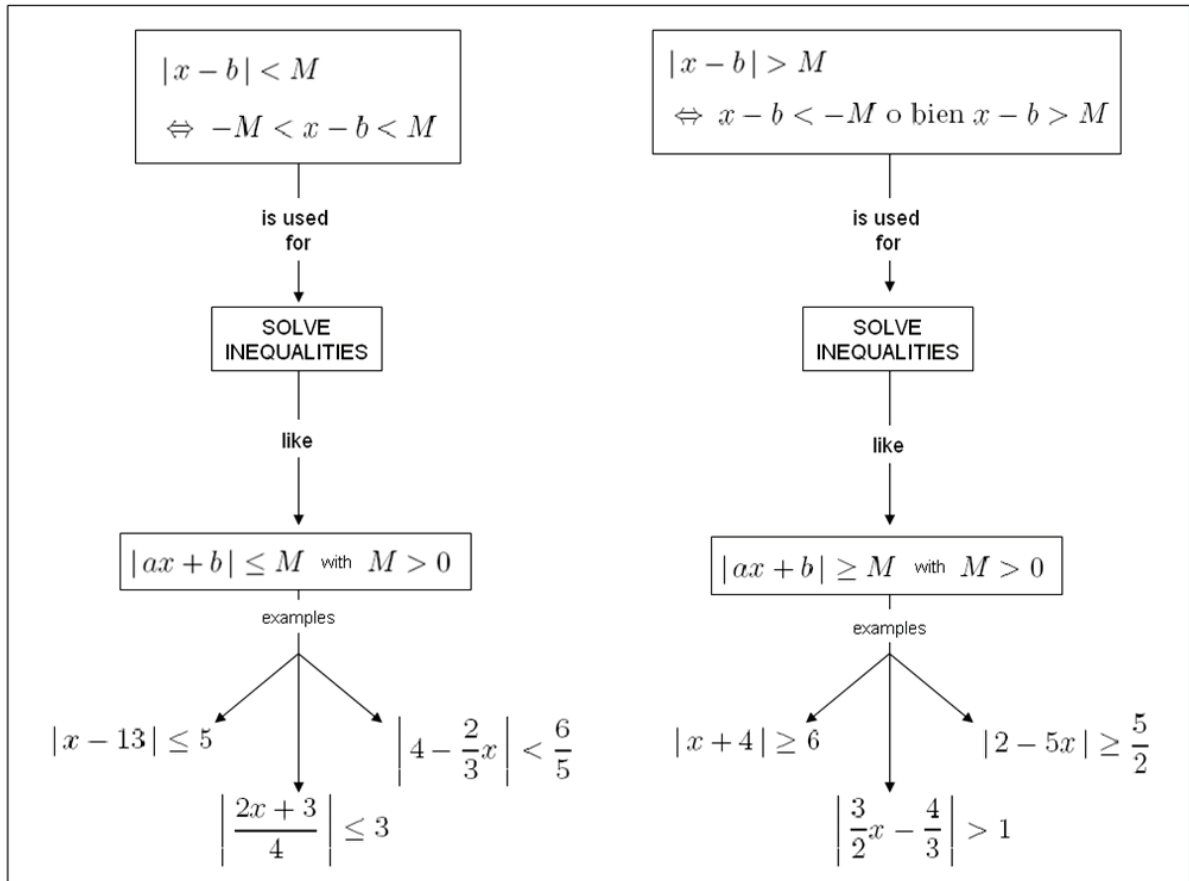 |x − b| < M
⇔ −M < x − b < M
is used
for
SOLVE
INEQUALITIES
like
|ax + b| ≤ M with M > 0
examples
|x − 13| ≤ 5
|4 − 2/3 x| < 6/5
|(2x + 3)/4| ≤ 3
|x − b| > M
⇔ x − b < −M o bien x − b > M
is used
for
SOLVE
INEQUALITIES
like
|ax + b| ≥ M with M > 0
examples
|x + 4| ≥ 6
|2 − 5x| ≥ 5/2
|3/2 x − 4/3| > 1